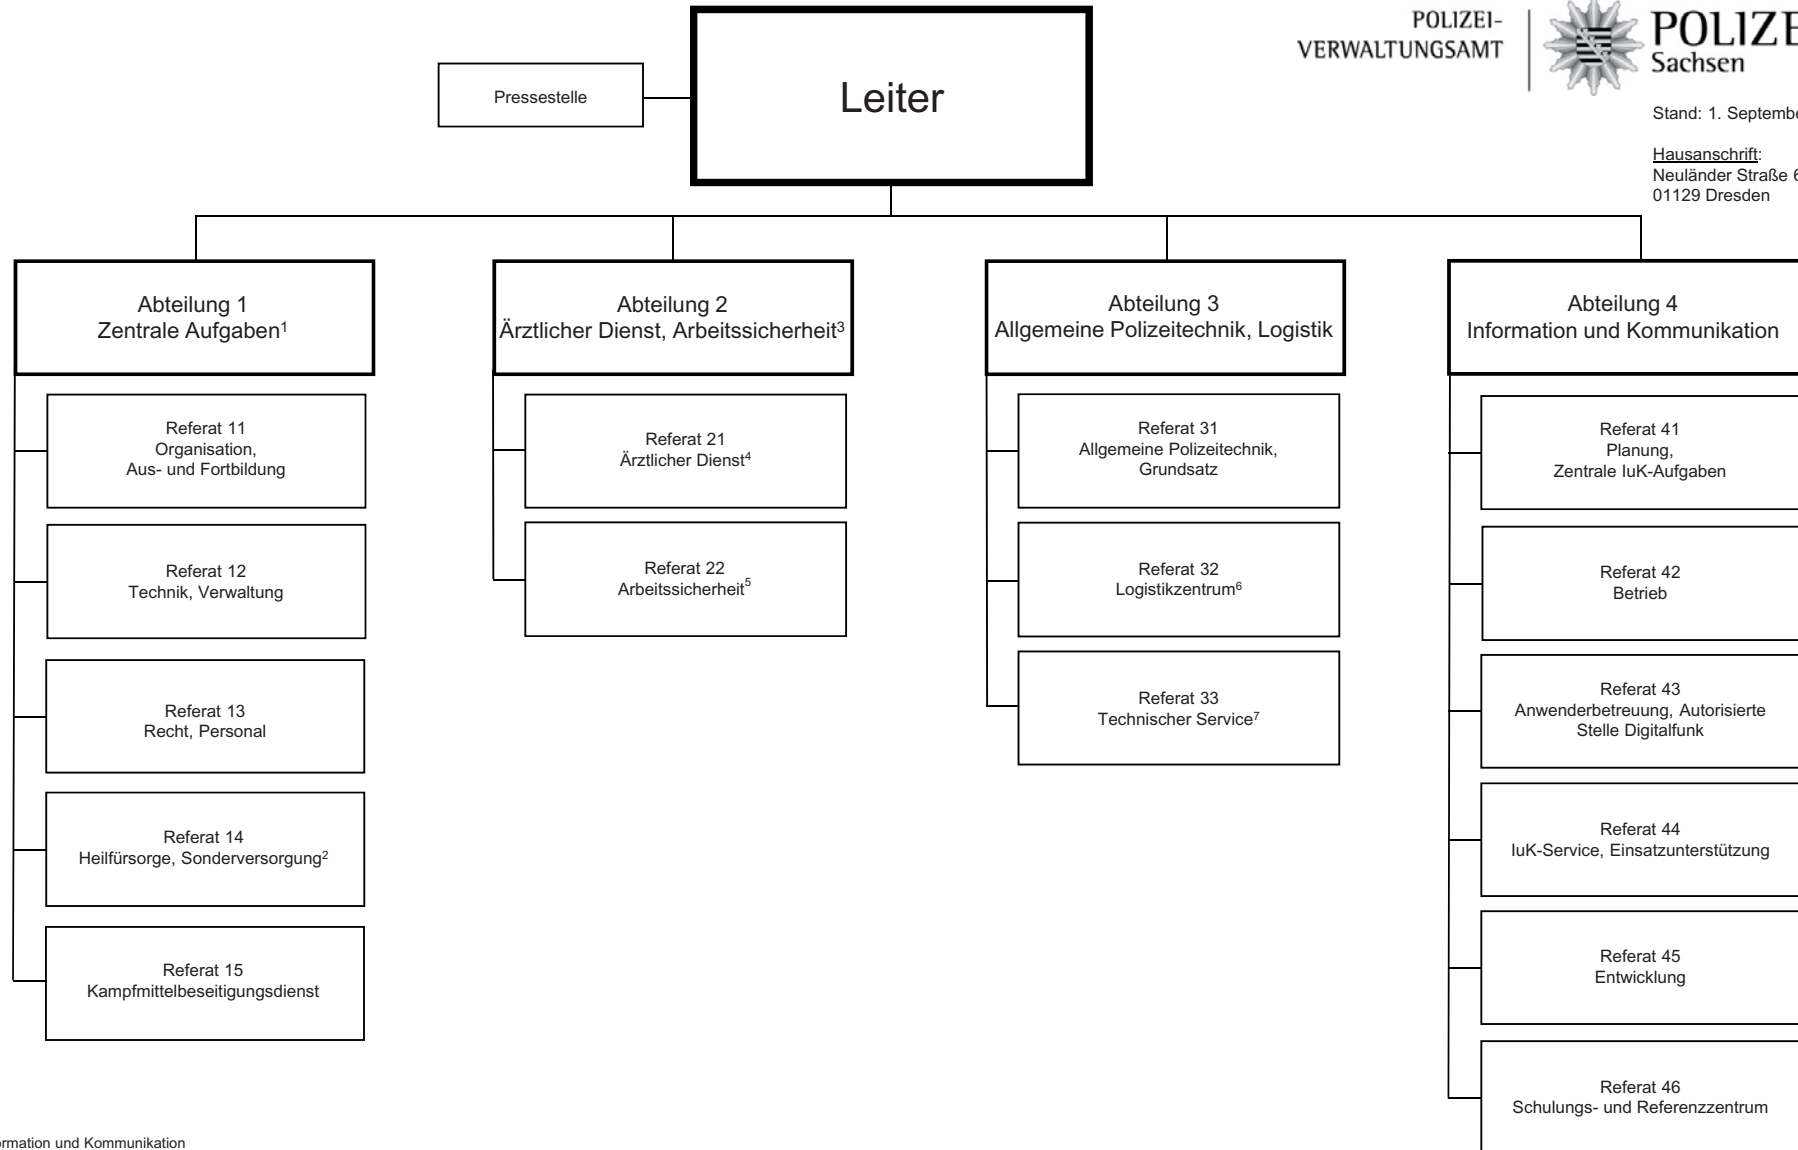 POLIZEI-
VERWALTUNGSAMT
POLIZE
Sachsen
Stand: 1. Septembe
Hausanschrift:
Neuländer Straße 6
01129 Dresden
Pressestelle
Leiter
Abteilung 1
Zentrale Aufgaben¹
Referat 11
Organisation,
Aus- und Fortbildung
Referat 12
Technik, Verwaltung
Referat 13
Recht, Personal
Referat 14
Heilfürsorge, Sonderversorgung²
Referat 15
Kampfmittelbeseitigungsdienst
Abteilung 2
Ärztlicher Dienst, Arbeitssicherheit³
Referat 21
Ärztlicher Dienst⁴
Referat 22
Arbeitssicherheit⁵
Abteilung 3
Allgemeine Polizeitechnik, Logistik
Referat 31
Allgemeine Polizeitechnik,
Grundsatz
Referat 32
Logistikzentrum⁶
Referat 33
Technischer Service⁷
Abteilung 4
Information und Kommunikation
Referat 41
Planung,
Zentrale IuK-Aufgaben
Referat 42
Betrieb
Referat 43
Anwenderbetreuung, Autorisierte
Stelle Digitalfunk
Referat 44
IuK-Service, Einsatzunterstützung
Referat 45
Entwicklung
Referat 46
Schulungs- und Referenzzentrum
rmation und Kommunikation